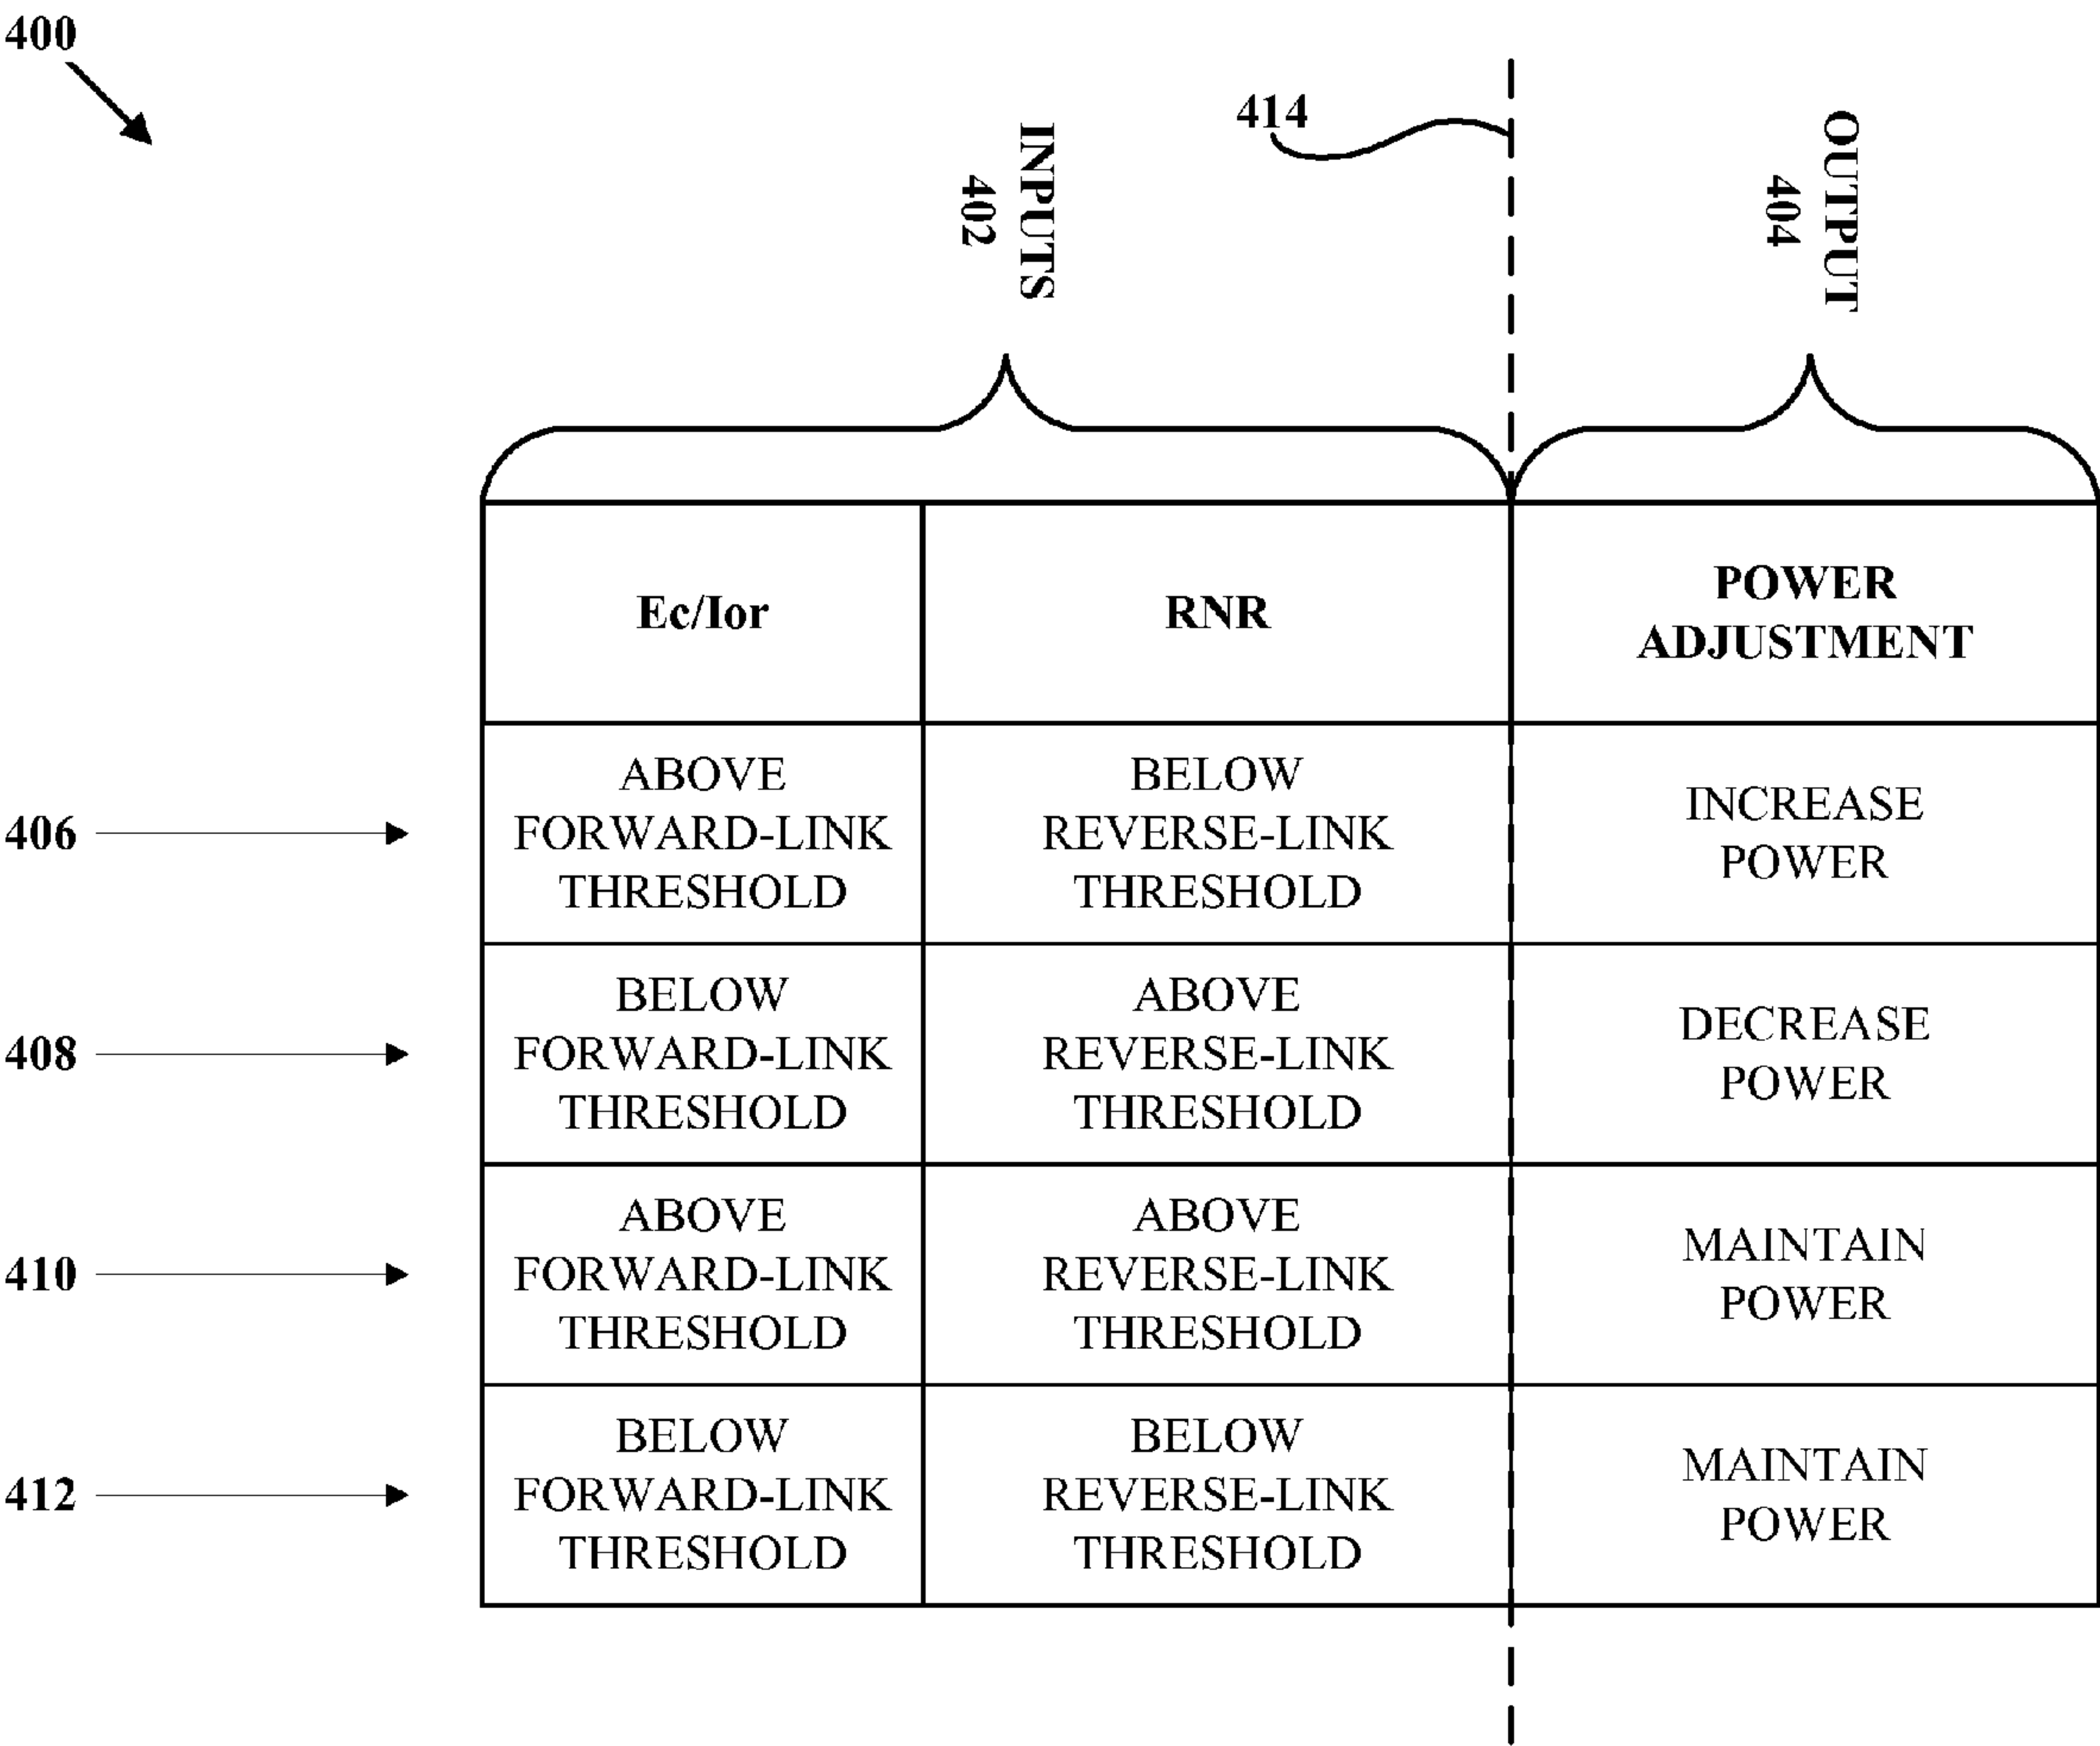 400
414
INPUTS
402
OUTPUT
404
Ec/Ior
RNR
POWER
ADJUSTMENT
406
ABOVE
FORWARD-LINK
THRESHOLD
BELOW
REVERSE-LINK
THRESHOLD
INCREASE
POWER
408
BELOW
FORWARD-LINK
THRESHOLD
ABOVE
REVERSE-LINK
THRESHOLD
DECREASE
POWER
410
ABOVE
FORWARD-LINK
THRESHOLD
ABOVE
REVERSE-LINK
THRESHOLD
MAINTAIN
POWER
412
BELOW
FORWARD-LINK
THRESHOLD
BELOW
REVERSE-LINK
THRESHOLD
MAINTAIN
POWER